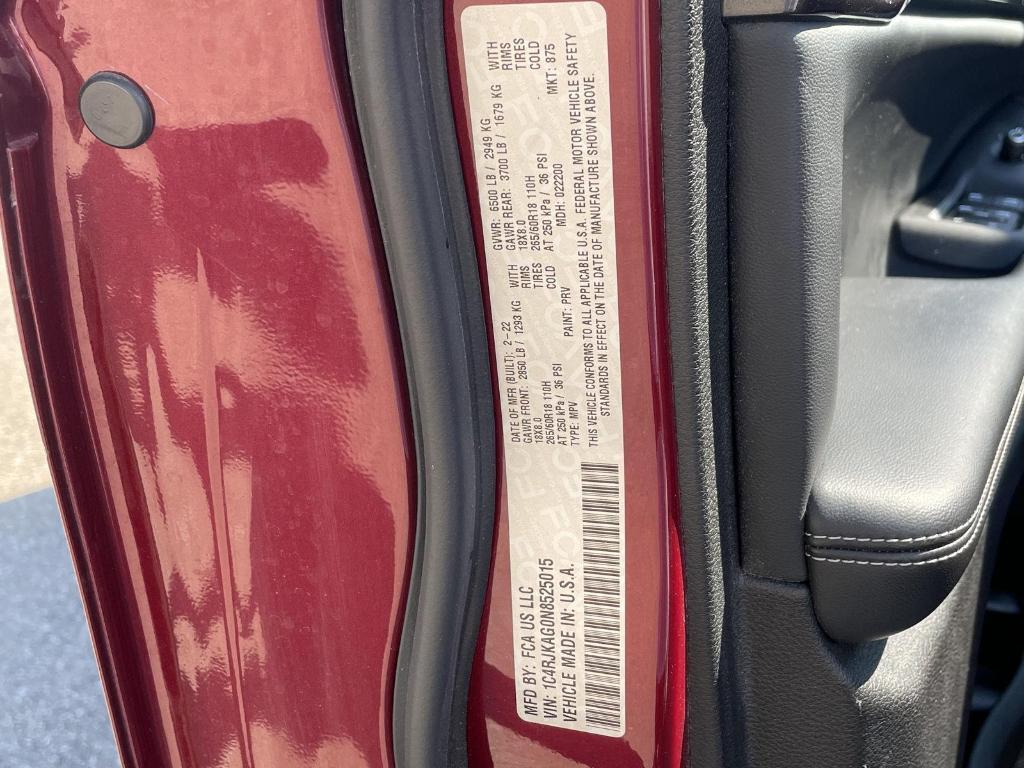 MFD BY: FCA US LLC
VIN: 1C4RJKAG0N8525015
VEHICLE MADE IN: U.S.A.
DATE OF MFR (BUILT): 2-22 GVWR: 6500 LB / 2949 KG
GAWR FRONT: 2850 LB / 1293 KG WITH GAWR REAR: 3700 LB / 1679 KG WITH
18X8.0 RIMS 18X8.0 RIMS
265/60R18 110H TIRES 265/60R18 110H TIRES
AT 250 kPa / 36 PSI COLD AT 250 kPa / 36 PSI COLD
TYPE: MPV PAINT: PRV MDH: 022200 MKT: 875
THIS VEHICLE CONFORMS TO ALL APPLICABLE U.S.A. FEDERAL MOTOR VEHICLE SAFETY
STANDARDS IN EFFECT ON THE DATE OF MANUFACTURE SHOWN ABOVE.